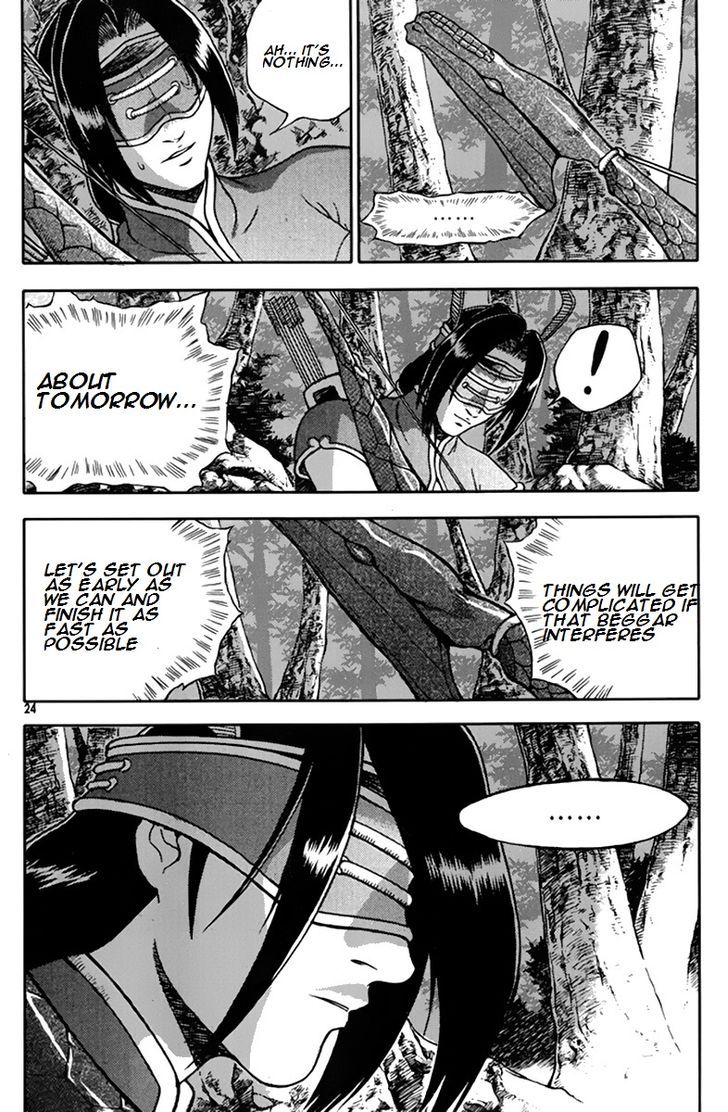 AH... IT'S
NOTHING...
......
ABOUT
TOMORROW...
!
LET'S SET OUT
AS EARLY AS
WE CAN AND
FINISH IT AS
FAST AS
POSSIBLE
THINGS WILL GET
COMPLICATED IF
THAT BEGGAR
INTERFERES
24
......